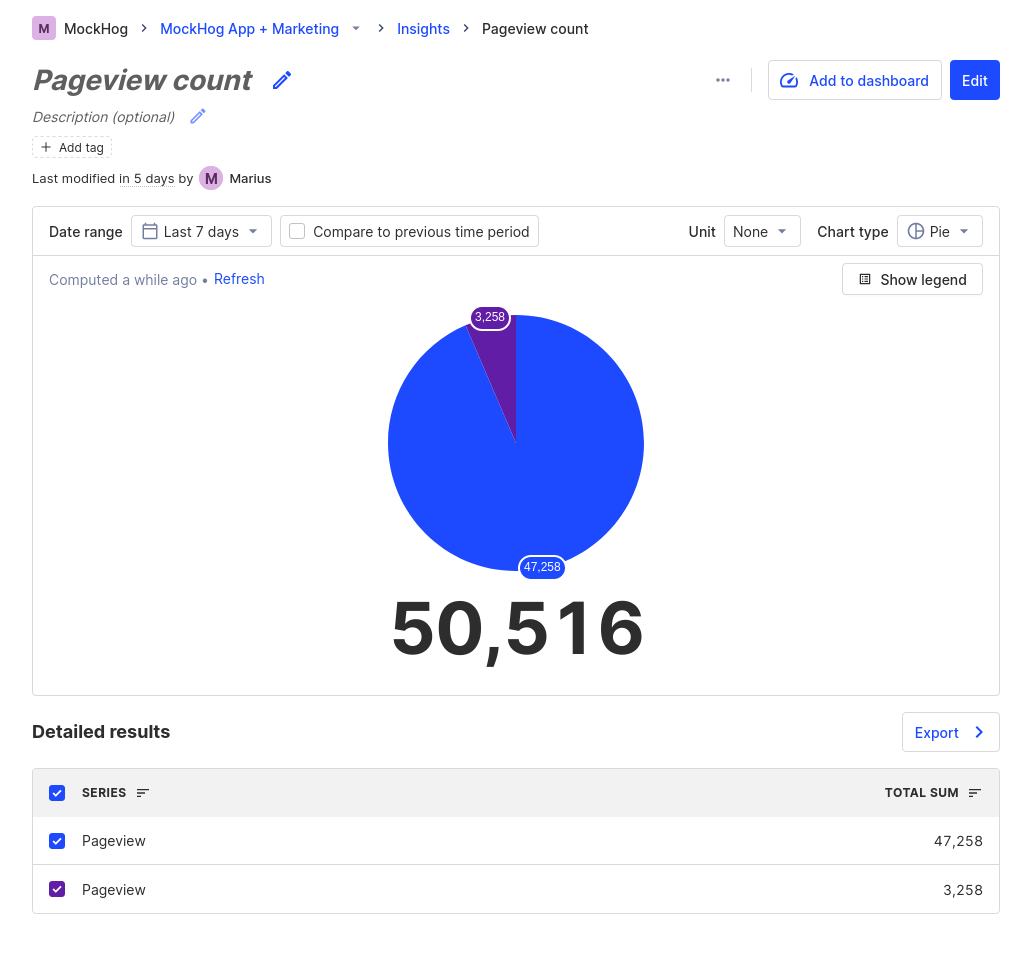 M MockHog MockHog App + Marketing Insights Pageview count
Pageview count
Add to dashboard Edit
Description (optional)
Add tag
Last modified in 5 days by M Marius
Date range Last 7 days Compare to previous time period Unit None Chart type Pie
Computed a while ago • Refresh Show legend
3,258
47,258
50,516
Detailed results Export
SERIES TOTAL SUM
Pageview 47,258
Pageview 3,258